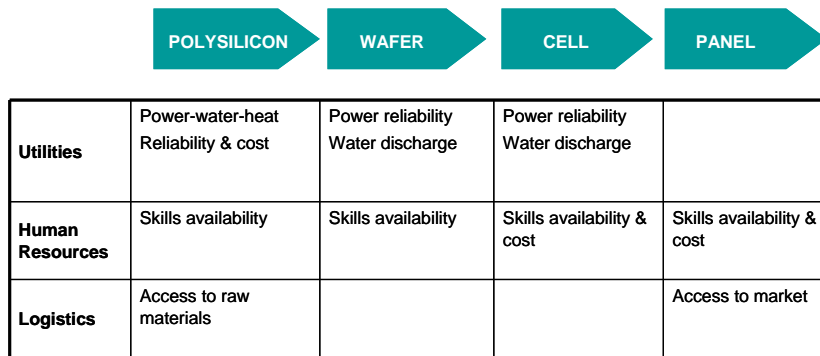 POLYSILICON
WAFER
CELL
PANEL
Utilities
Power-water-heat
Reliability & cost
Power reliability
Water discharge
Power reliability
Water discharge
Human
Resources
Skills availability
Skills availability
Skills availability &
cost
Skills availability &
cost
Logistics
Access to raw
materials
Access to market